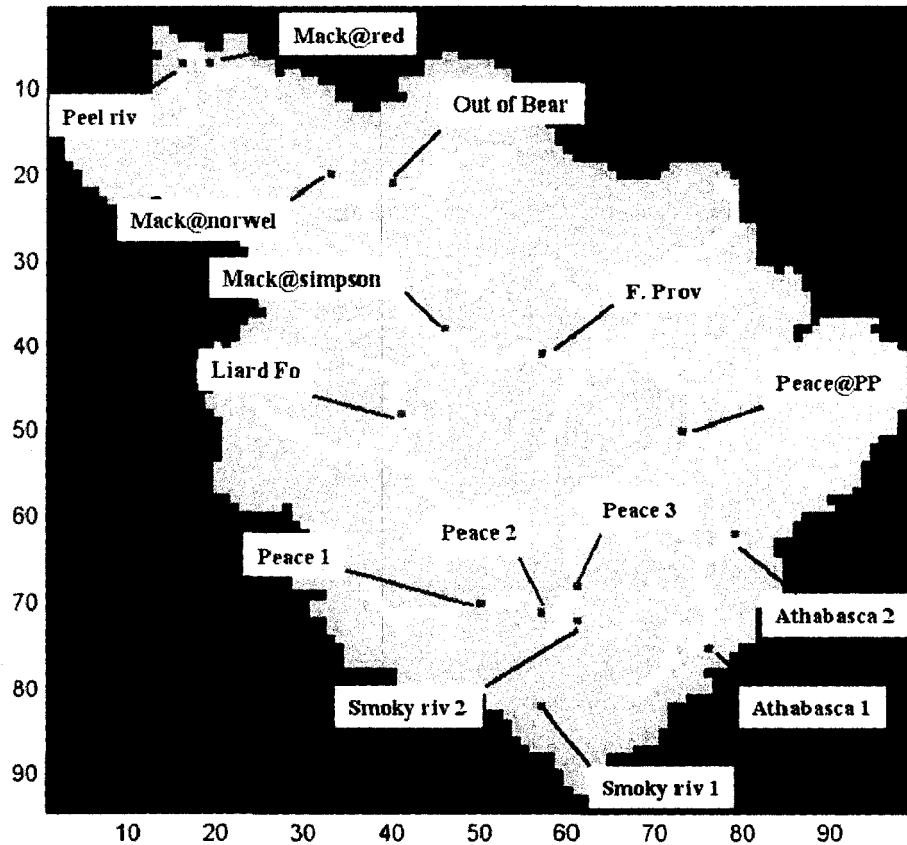 Mack@red
10
Peel riv
Out of Bear
20
Mack@norwel
30
Mack@simpson
F. Prov
40
Liard Fo
Peace@PP
50
60
Peace 3
Peace 2
Peace 1
70
Athabasca 2
80
Smoky riv 2
Athabasca 1
90
Smoky riv 1
10 20 30 40 50 60 70 80 90